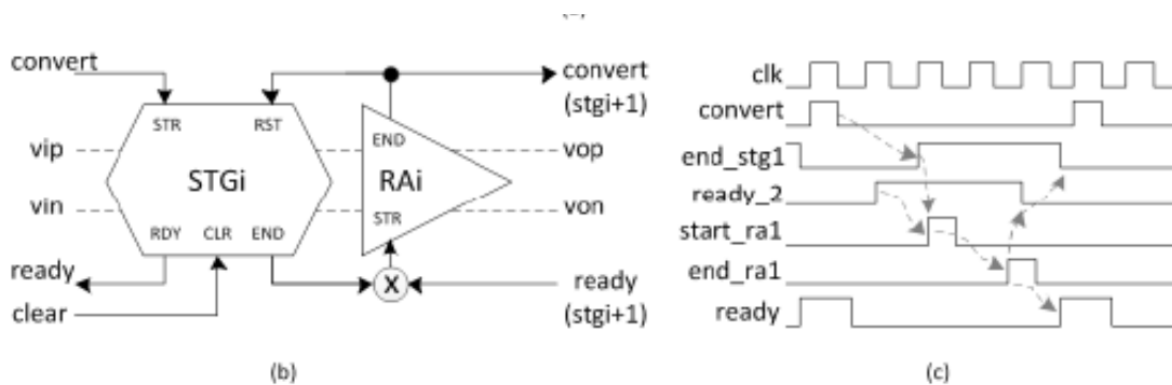 convert
convert
(stgi+1)
STR
RST
END
vip
vop
STGi
RAi
vin
von
STR
RDY
CLR
END
ready
X
ready
(stgi+1)
clear
(b)
clk
convert
end_stg1
ready_2
start_ra1
end_ra1
ready
(c)